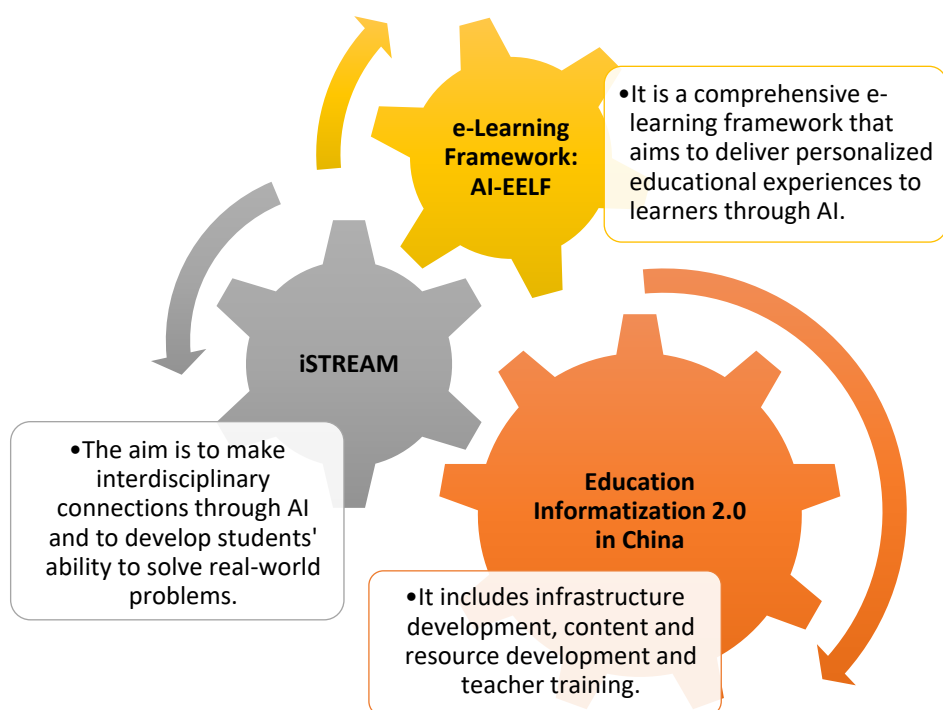 e-Learning
Framework:
AI-EELF
•It is a comprehensive e-
learning framework that
aims to deliver personalized
educational experiences to
learners through AI.
iSTREAM
•The aim is to make
interdisciplinary
connections through AI
and to develop students'
ability to solve real-world
problems.
Education
Informatization 2.0
in China
•It includes infrastructure
development, content and
resource development and
teacher training.